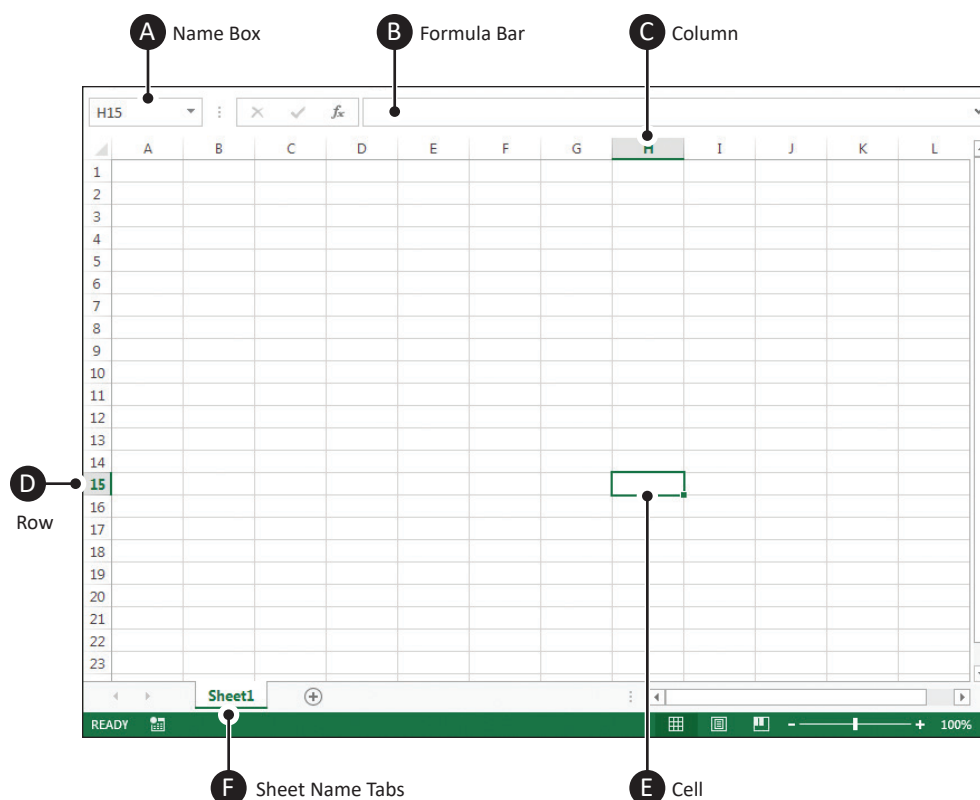 A Name Box B Formula Bar C Column
H15 fx
A B C D E F G H I J K L
1
2
3
4
5
6
7
8
9
10
11
12
13
14
D 15
16
Row
17
18
19
20
21
22
23
Sheet1
READY 100%
F Sheet Name Tabs E Cell